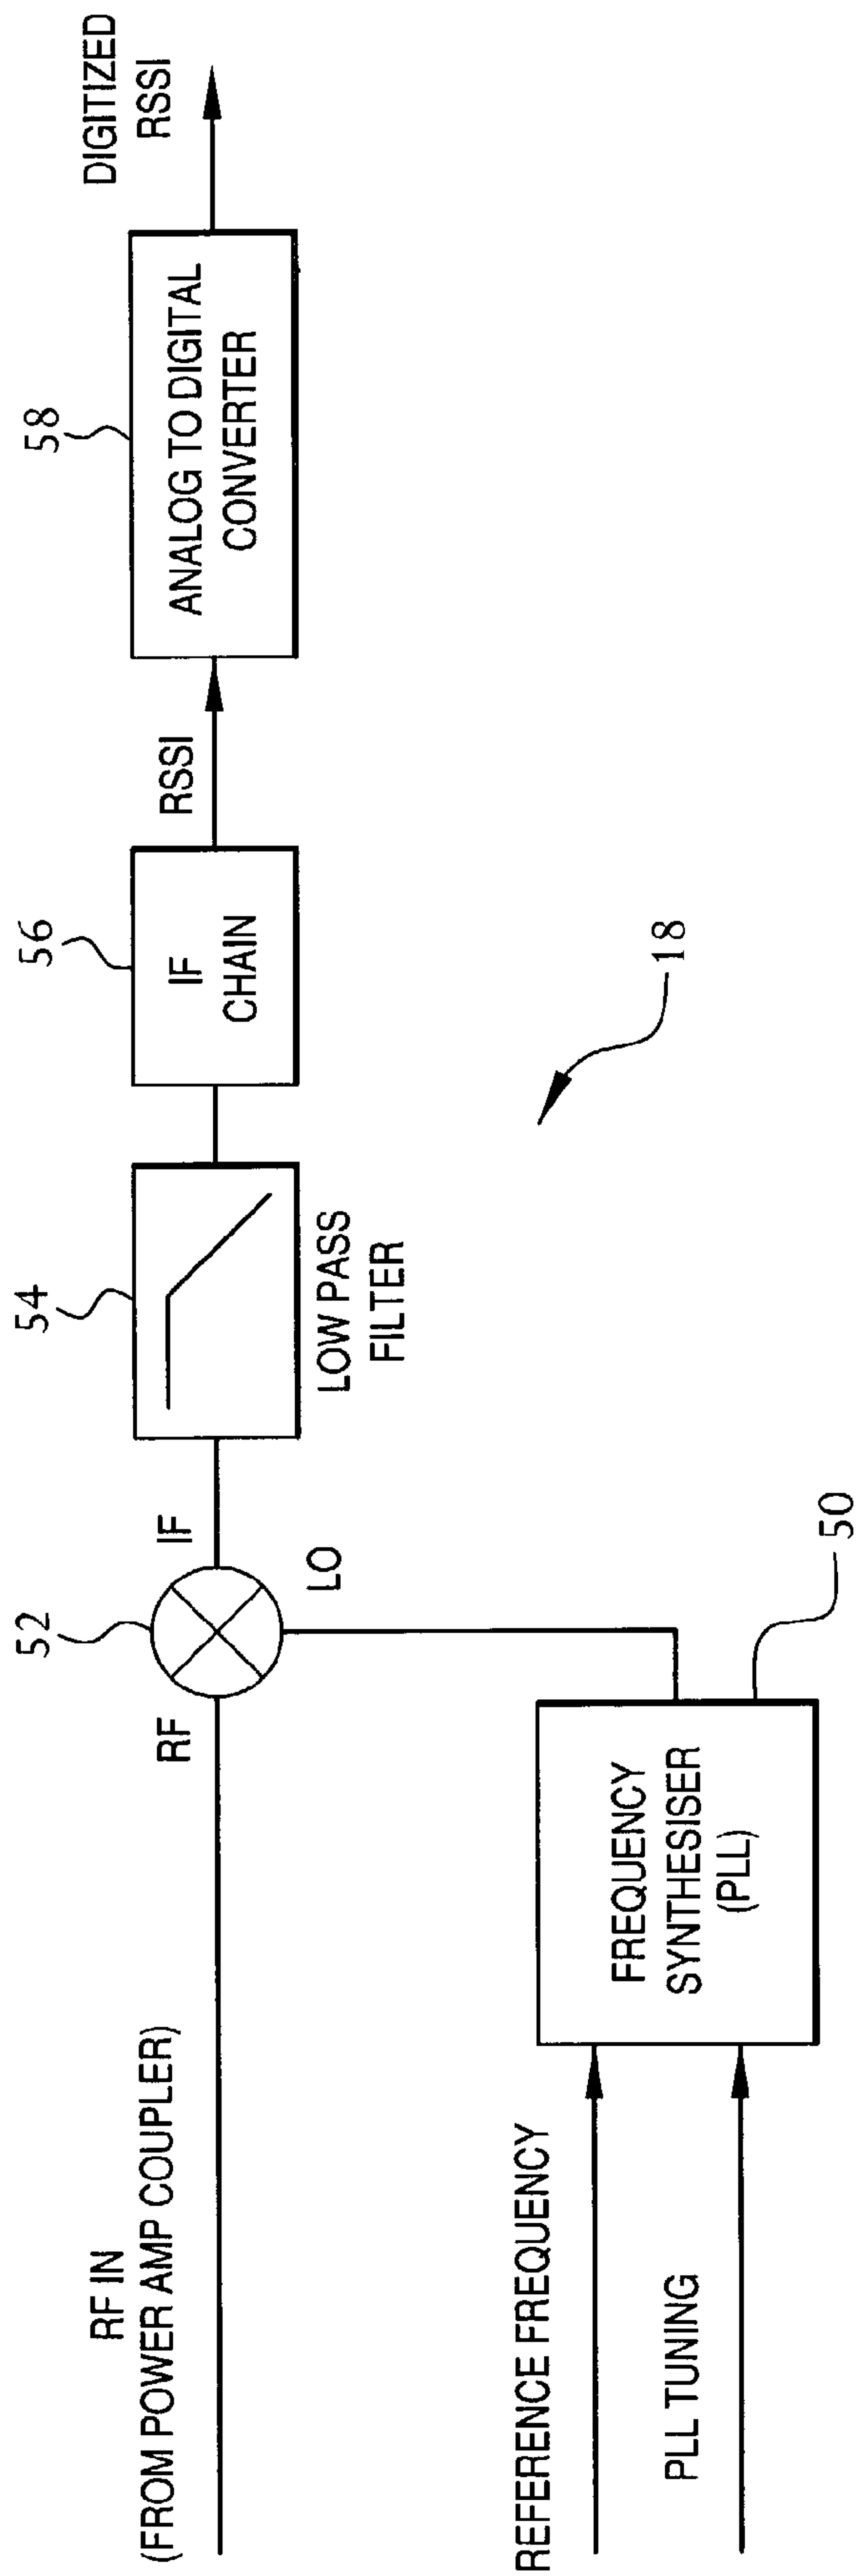 RF IN
(FROM POWER AMP COUPLER)
RF
52
IF
LO
54
LOW PASS
FILTER
56
IF
CHAIN
RSSI
58
ANALOG TO DIGITAL
CONVERTER
DIGITIZED
RSSI
REFERENCE FREQUENCY
PLL TUNING
FREQUENCY
SYNTHESISER
(PLL)
50
18